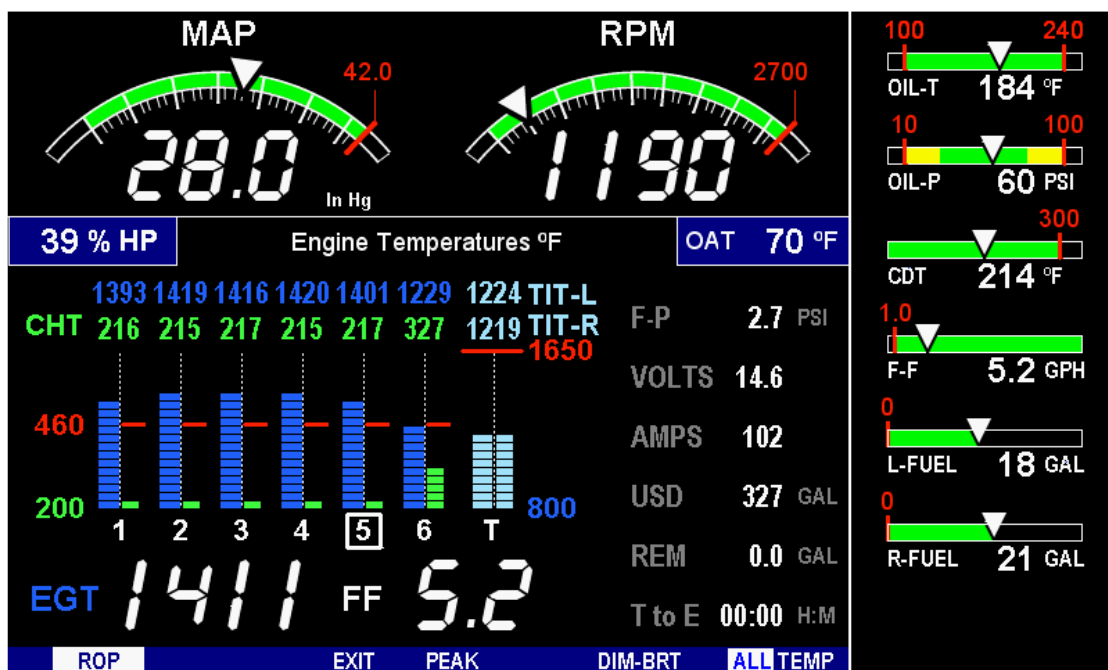 MAP
42.0
28.0
In Hg
RPM
2700
1190
39 % HP
Engine Temperatures ºF
OAT 70 ºF
1393 1419 1416 1420 1401 1229 1224 TIT-L
CHT 216 215 217 215 217 327 1219 TIT-R
1650
460
200
800
1 2 3 4 5 6 T
EGT 1411 FF 5.2
F-P 2.7 PSI
VOLTS 14.6
AMPS 102
USD 327 GAL
REM 0.0 GAL
T to E 00:00 H:M
ROP EXIT PEAK DIM-BRT ALL TEMP
100 240
OIL-T 184 ºF
10 100
OIL-P 60 PSI
300
CDT 214 ºF
1.0
F-F 5.2 GPH
0
L-FUEL 18 GAL
0
R-FUEL 21 GAL